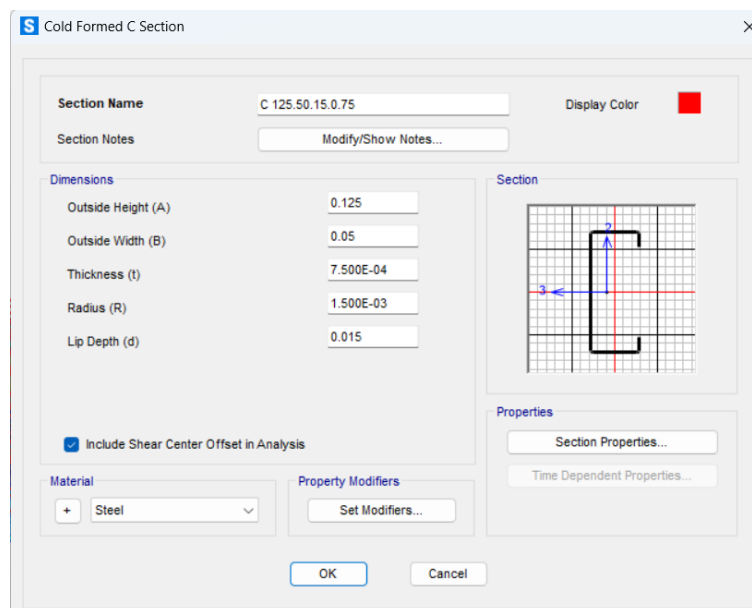 S Cold Formed C Section
Section Name C 125.50.15.0.75 Display Color
Section Notes Modify/Show Notes...
Dimensions
Outside Height (A) 0.125
Outside Width (B) 0.05
Thickness (t) 7.500E-04
Radius (R) 1.500E-03
Lip Depth (d) 0.015
Include Shear Center Offset in Analysis
Section
2
3
Properties
Section Properties...
Time Dependent Properties...
Material
+ Steel
Property Modifiers
Set Modifiers...
OK Cancel